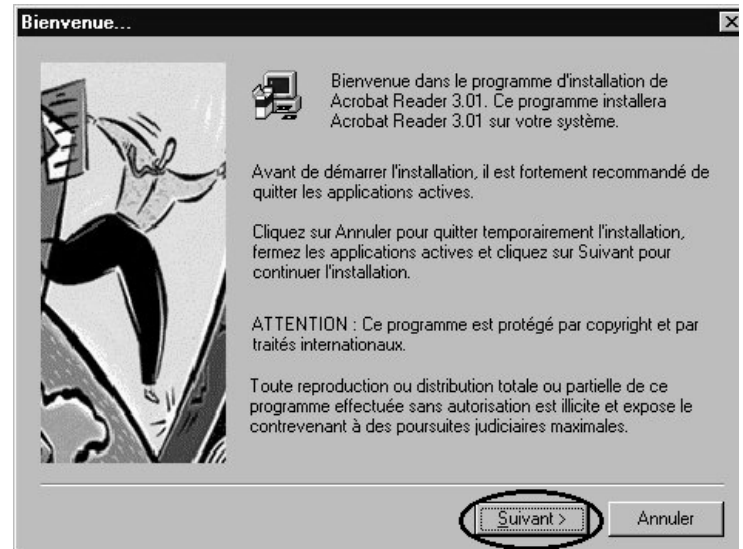 Bienvenue...
Bienvenue dans le programme d'installation de
Acrobat Reader 3.01. Ce programme installera
Acrobat Reader 3.01 sur votre système.
Avant de démarrer l'installation, il est fortement recommandé de
quitter les applications actives.
Cliquez sur Annuler pour quitter temporairement l'installation,
fermez les applications actives et cliquez sur Suivant pour
continuer l'installation.
ATTENTION : Ce programme est protégé par copyright et par
traités internationaux.
Toute reproduction ou distribution totale ou partielle de ce
programme effectuée sans autorisation est illicite et expose le
contrevenant à des poursuites judiciaires maximales.
Suivant > Annuler